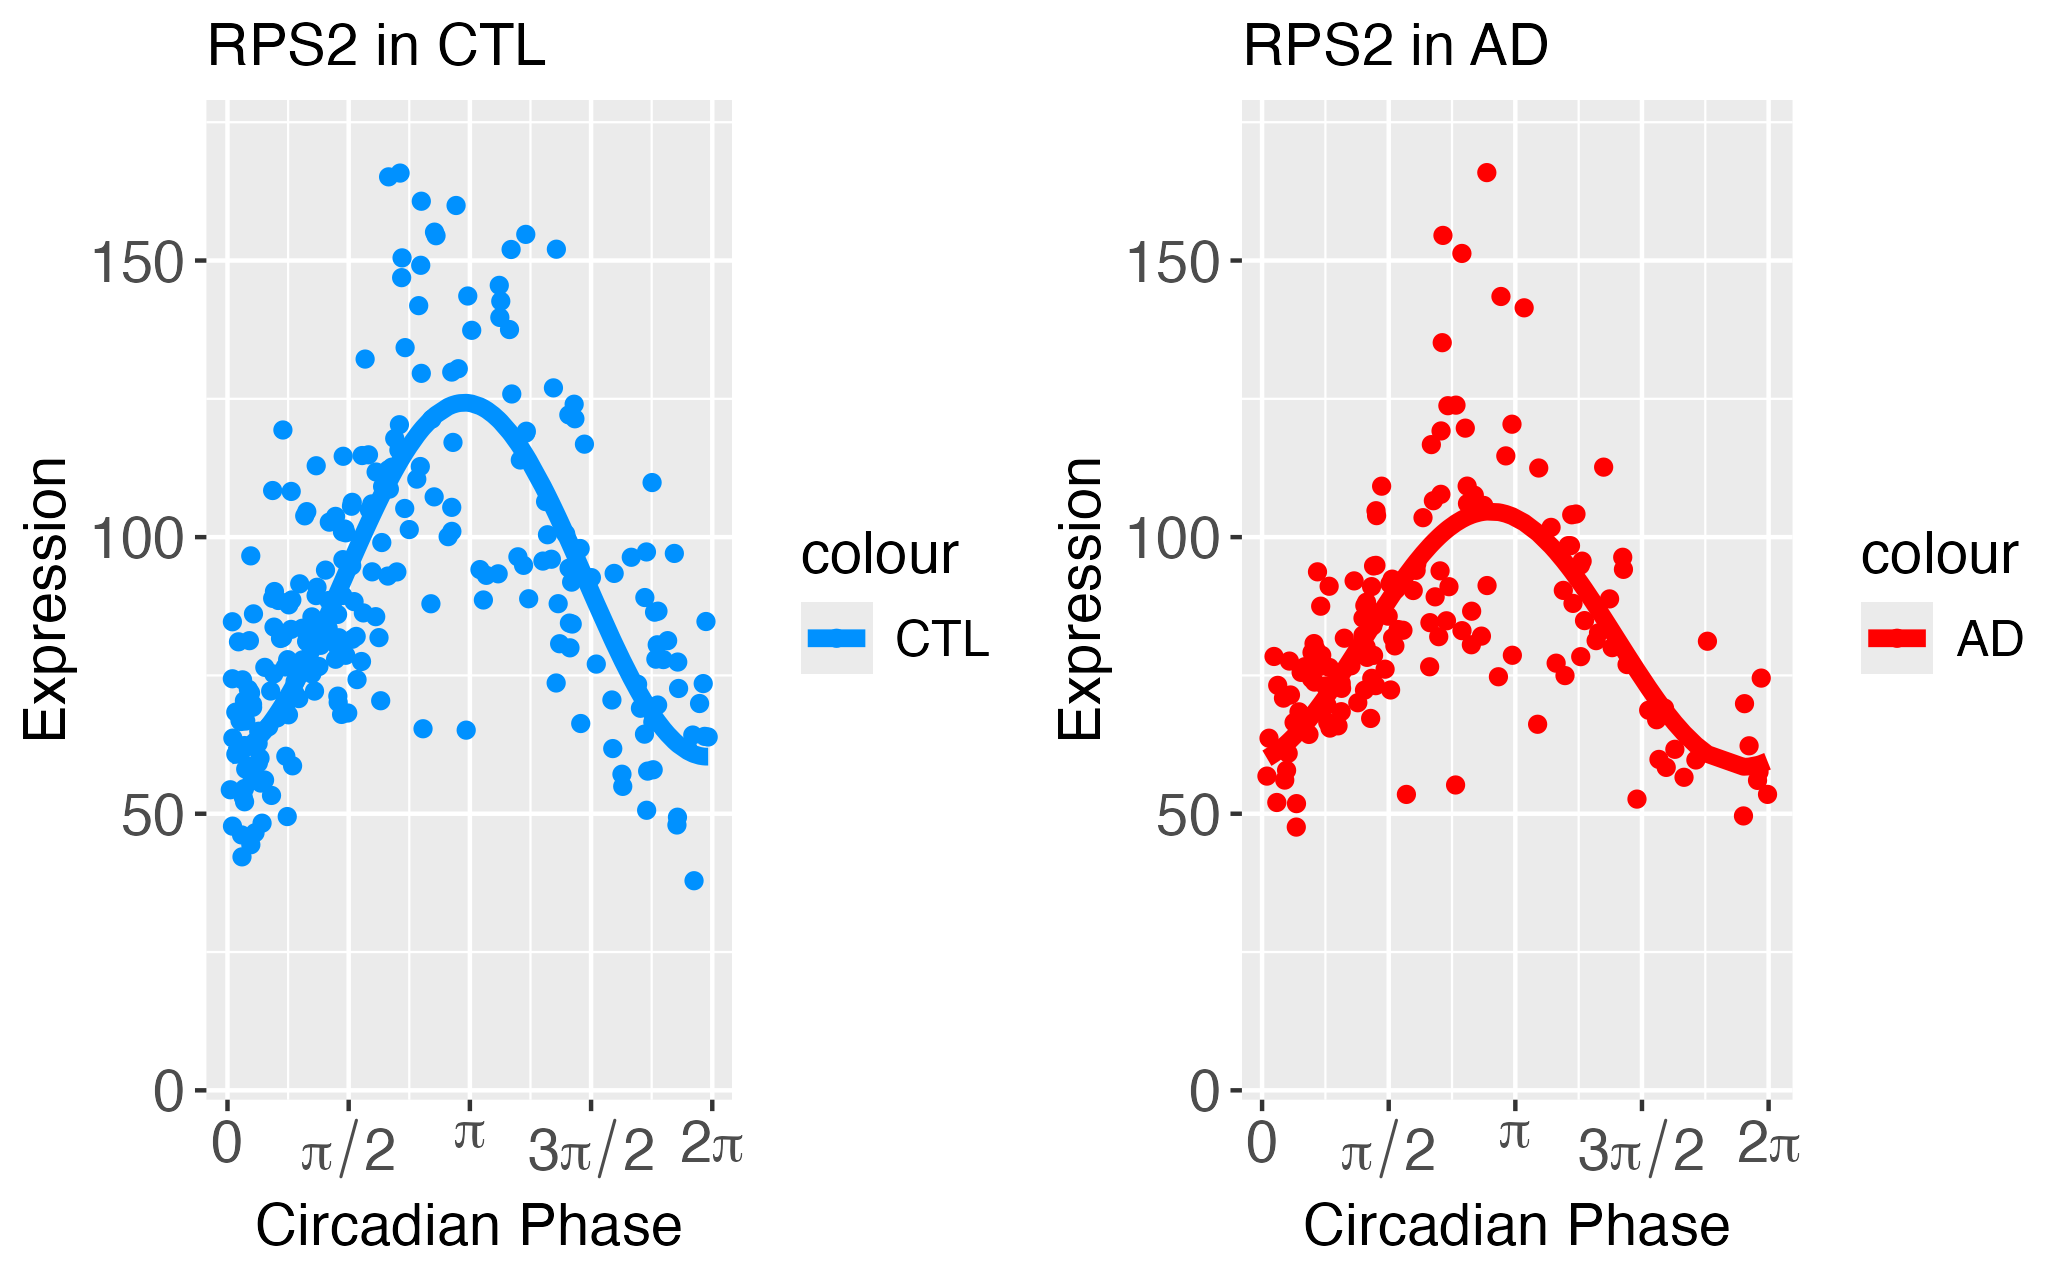 RPS2 in CTL
Expression
150
100
50
0
0 π/2 π 3π/2 2π
Circadian Phase
colour
CTL
RPS2 in AD
Expression
150
100
50
0
0 π/2 π 3π/2 2π
Circadian Phase
colour
AD